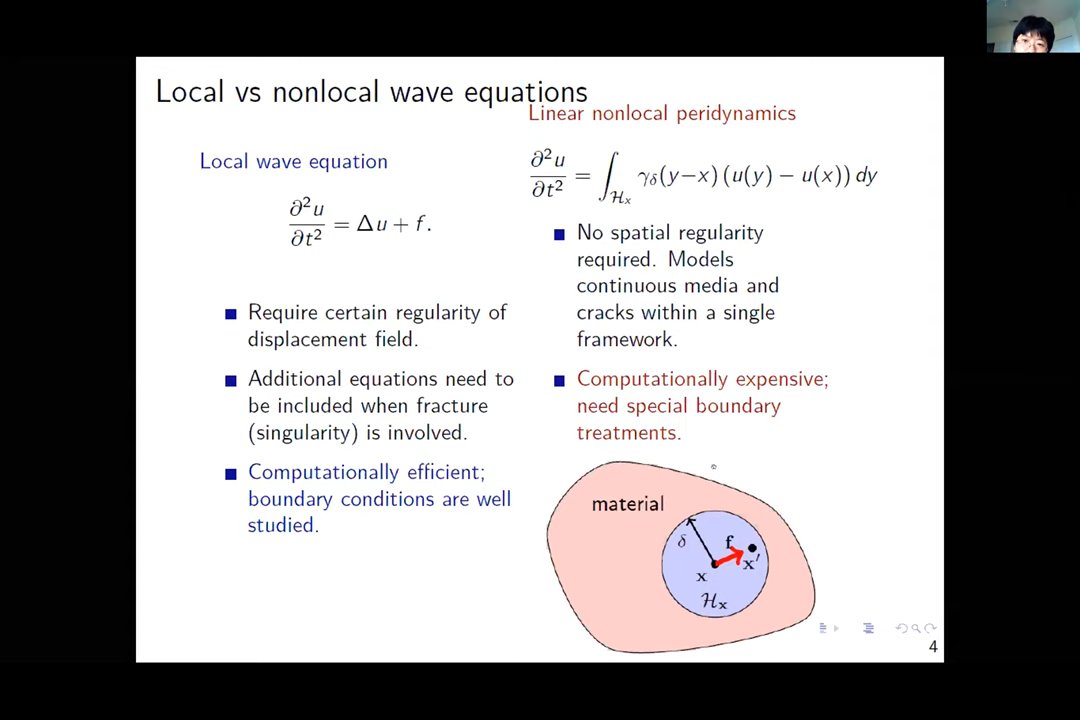 Local vs nonlocal wave equations
Local wave equation
∂²u/∂t² = Δu + f.
Require certain regularity of
displacement field.
Additional equations need to
be included when fracture
(singularity) is involved.
Computationally efficient;
boundary conditions are well
studied.
Linear nonlocal peridynamics
∂²u/∂t² = ∫_{ℋₓ} γ_δ(y−x) (u(y) − u(x)) dy
No spatial regularity
required. Models
continuous media and
cracks within a single
framework.
Computationally expensive;
need special boundary
treatments.
material
δ
f
x′
x
ℋₓ
4